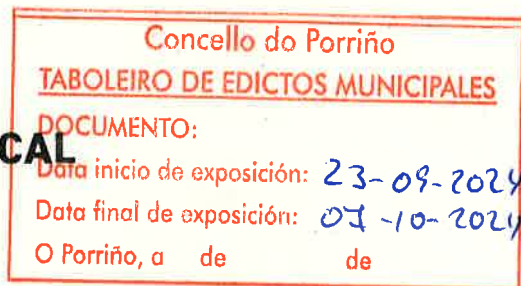 Concello do Porriño
TABOLEIRO DE EDICTOS MUNICIPALES
DOCUMENTO:
CAL
Data inicio de exposición: 23-09-2024
Data final de exposición: 07-10-2024
O Porriño, a de de